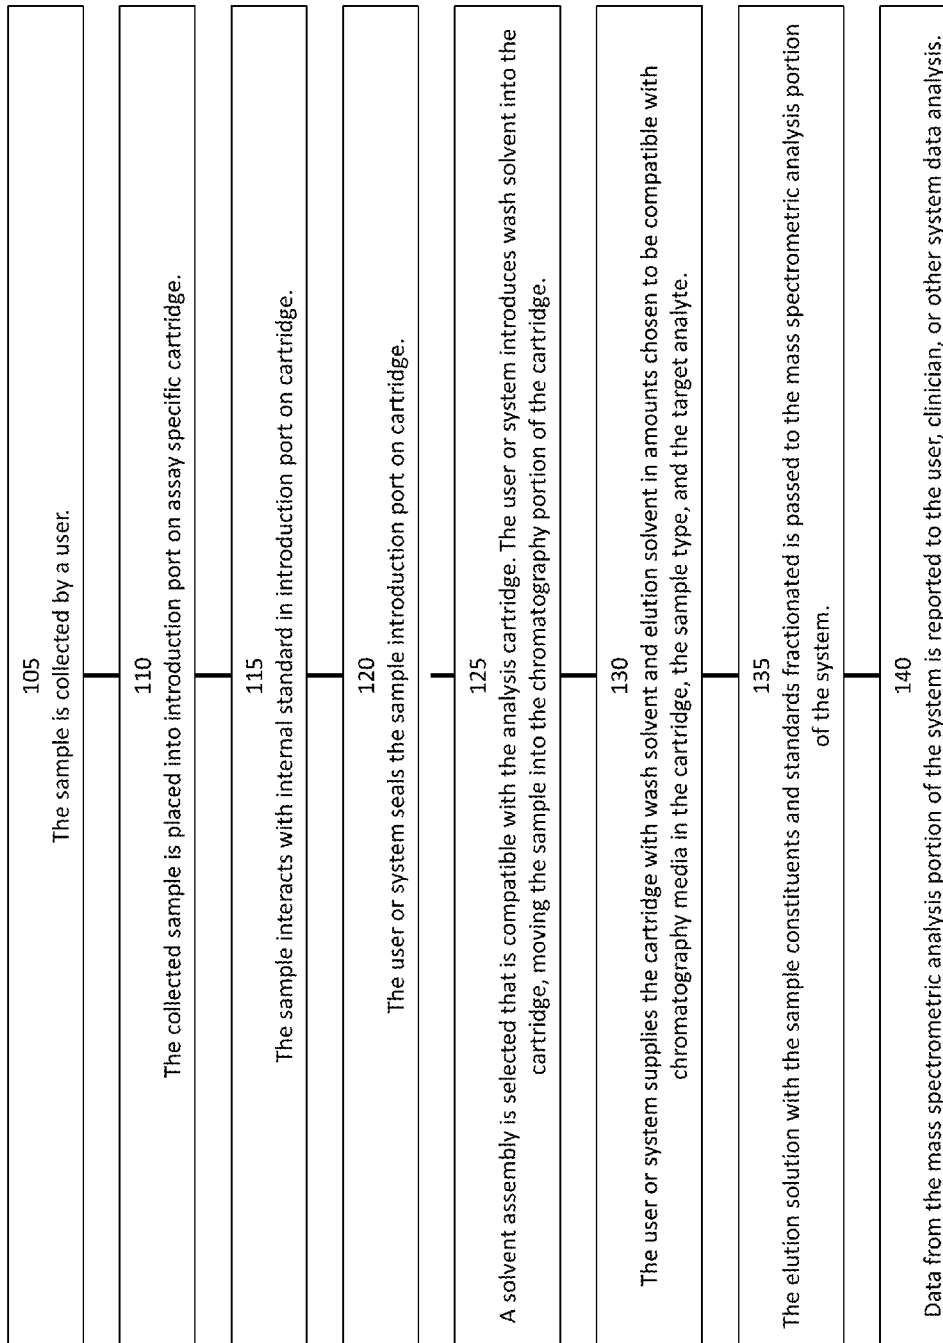 105
The sample is collected by a user.
110
The collected sample is placed into introduction port on assay specific cartridge.
115
The sample interacts with internal standard in introduction port on cartridge.
120
The user or system seals the sample introduction port on cartridge.
125
A solvent assembly is selected that is compatible with the analysis cartridge. The user or system introduces wash solvent into the
cartridge, moving the sample into the chromatography portion of the cartridge.
130
The user or system supplies the cartridge with wash solvent and elution solvent in amounts chosen to be compatible with
chromatography media in the cartridge, the sample type, and the target analyte.
135
The elution solution with the sample constituents and standards fractionated is passed to the mass spectrometric analysis portion
of the system.
140
Data from the mass spectrometric analysis portion of the system is reported to the user, clinician, or other system data analysis.